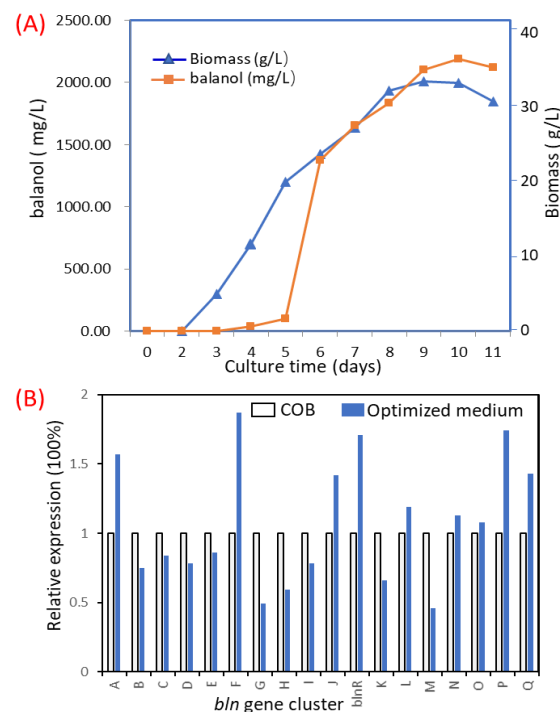 (A)
2500.00
2000.00
1500.00
1000.00
500.00
0.00
balanol ( mg/L)
Biomass (g/L)
balanol (mg/L)
40
30
20
10
0
Biomass ( g/L)
0 2 3 4 5 6 7 8 9 10 11
Culture time (days)
(B)
2
1.5
1
0.5
0
Relative expression (100%)
COB
Optimized medium
A B C D E F G H I J blnR K L M N O P Q
bln gene cluster